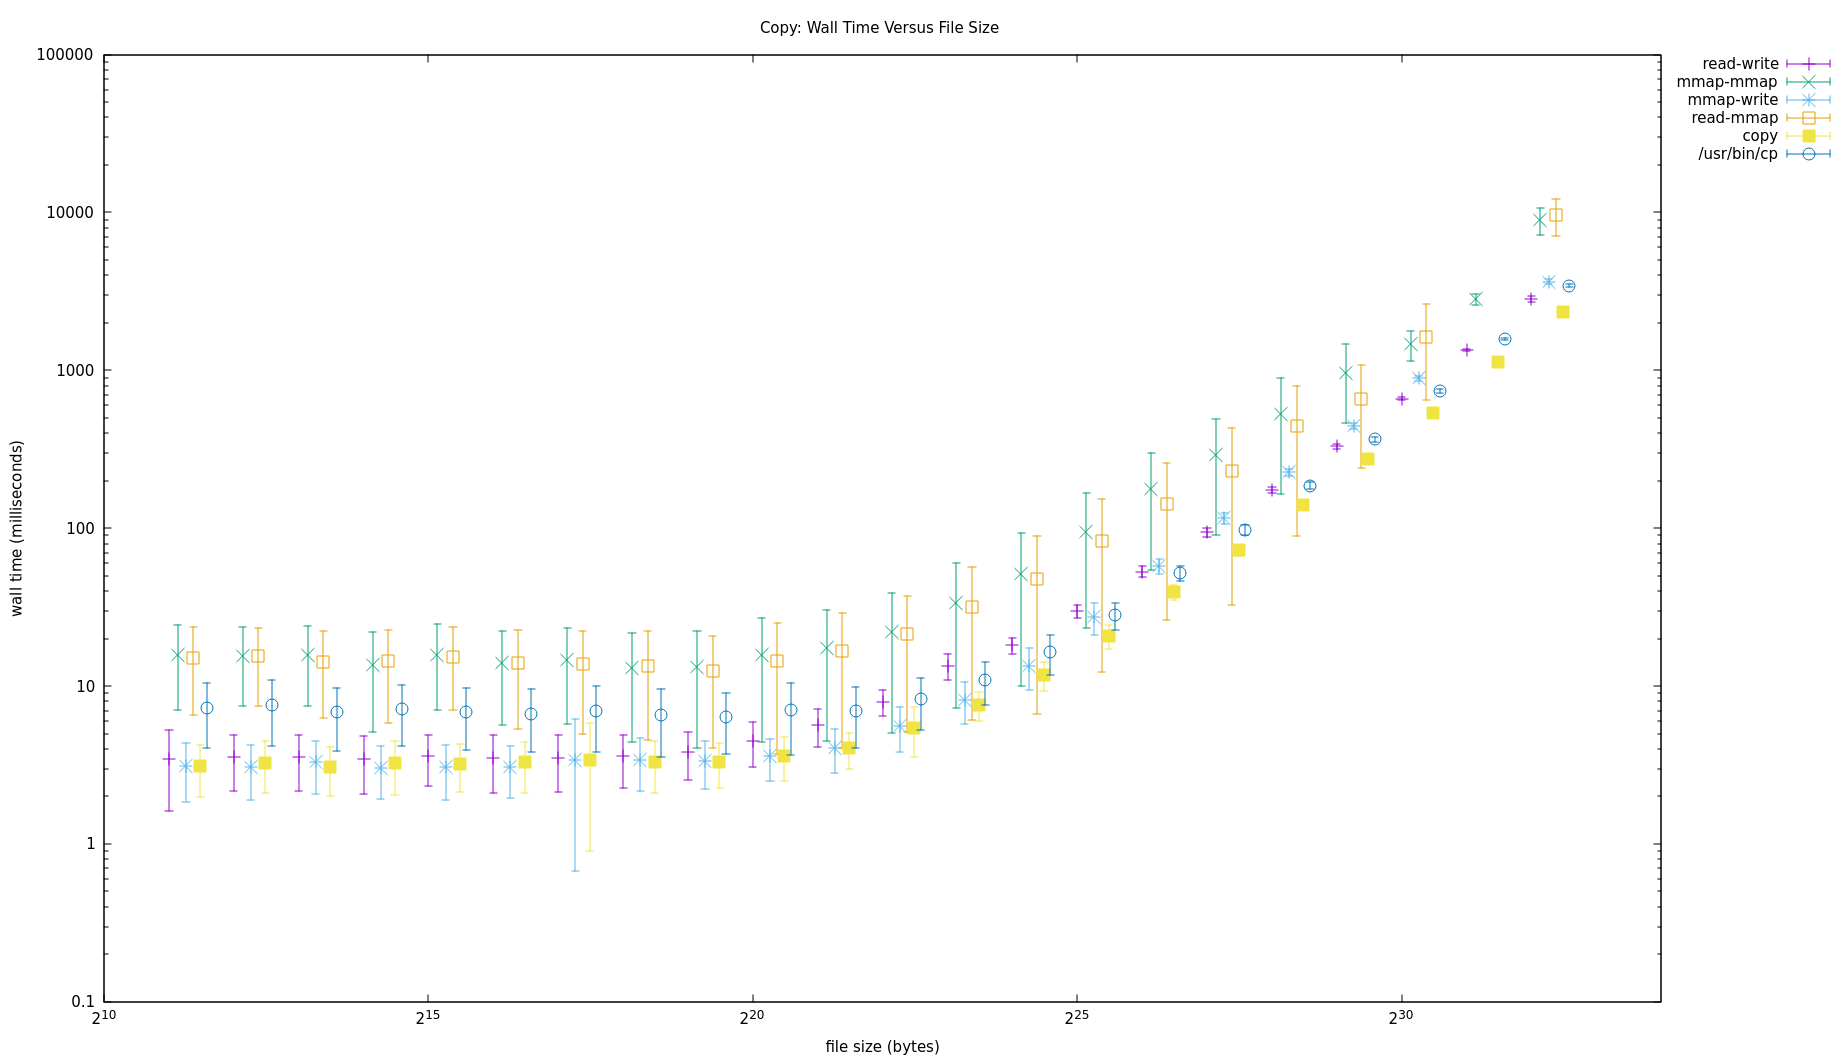 Copy: Wall Time Versus File Size
read-write
mmap-mmap
mmap-write
read-mmap
copy
/usr/bin/cp
wall time (milliseconds)
100000
10000
1000
100
10
1
0.1
2^10 2^15 2^20 2^25 2^30
file size (bytes)